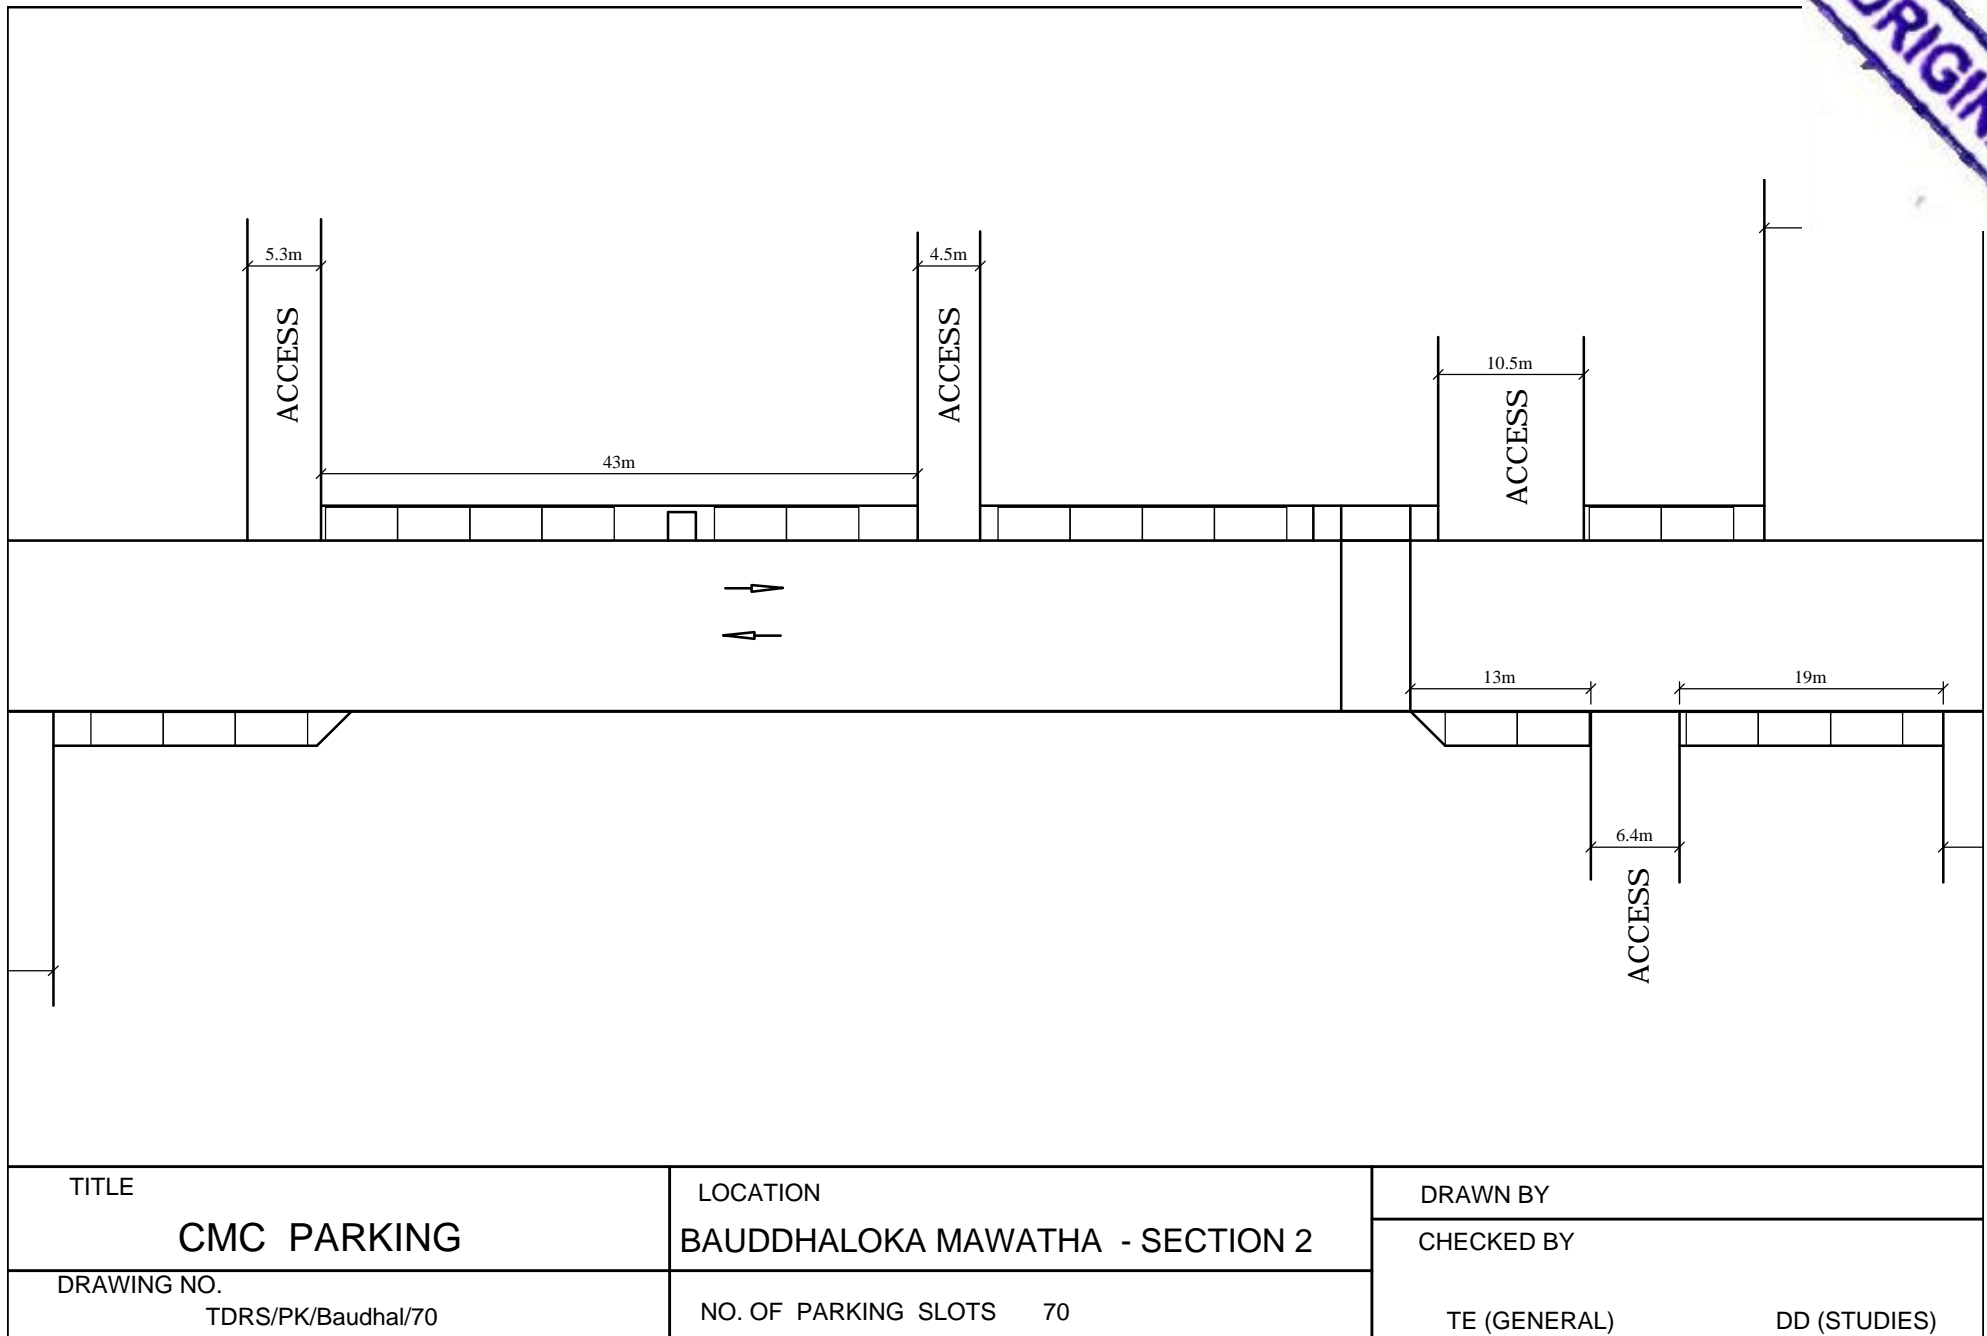 ORIGIN
5.3m
4.5m
ACCESS
ACCESS
10.5m
ACCESS
43m
13m
19m
6.4m
ACCESS
TITLE
CMC PARKING
LOCATION
BAUDDHALOKA MAWATHA - SECTION 2
DRAWN BY
CHECKED BY
DRAWING NO.
TDRS/PK/Baudhal/70
NO. OF PARKING SLOTS 70
TE (GENERAL) DD (STUDIES)